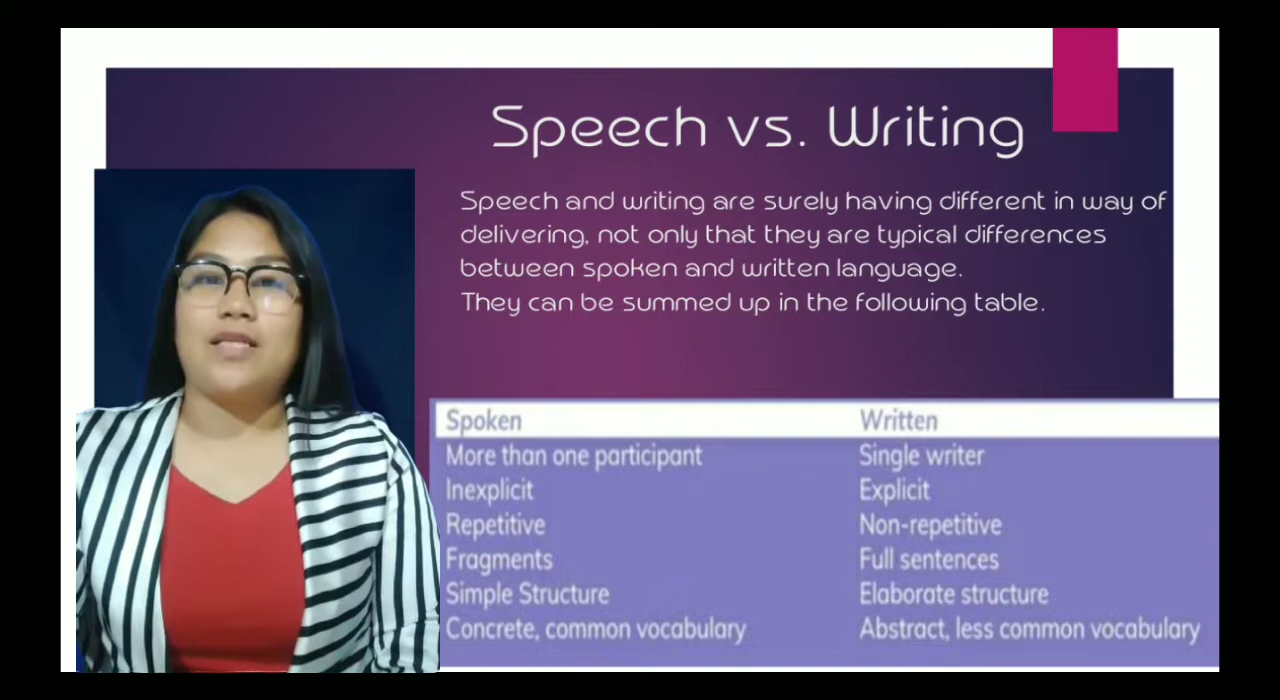 Speech vs. Writing
Speech and writing are surely having different in way of
delivering, not only that they are typical differences
between spoken and written language.
They can be summed up in the following table.
Spoken Written
More than one participant Single writer
Inexplicit Explicit
Repetitive Non-repetitive
Fragments Full sentences
Simple Structure Elaborate structure
Concrete, common vocabulary Abstract, less common vocabulary